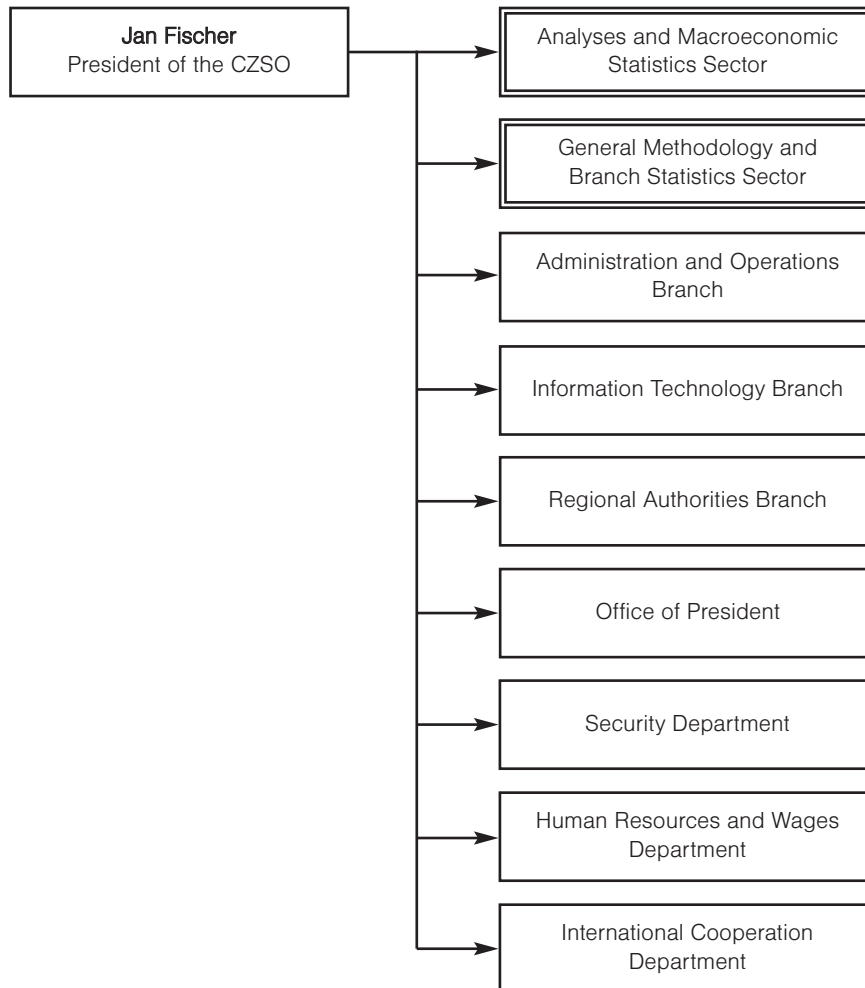 Jan Fischer
President of the CZSO
Analyses and Macroeconomic
Statistics Sector
General Methodology and
Branch Statistics Sector
Administration and Operations
Branch
Information Technology Branch
Regional Authorities Branch
Office of President
Security Department
Human Resources and Wages
Department
International Cooperation
Department